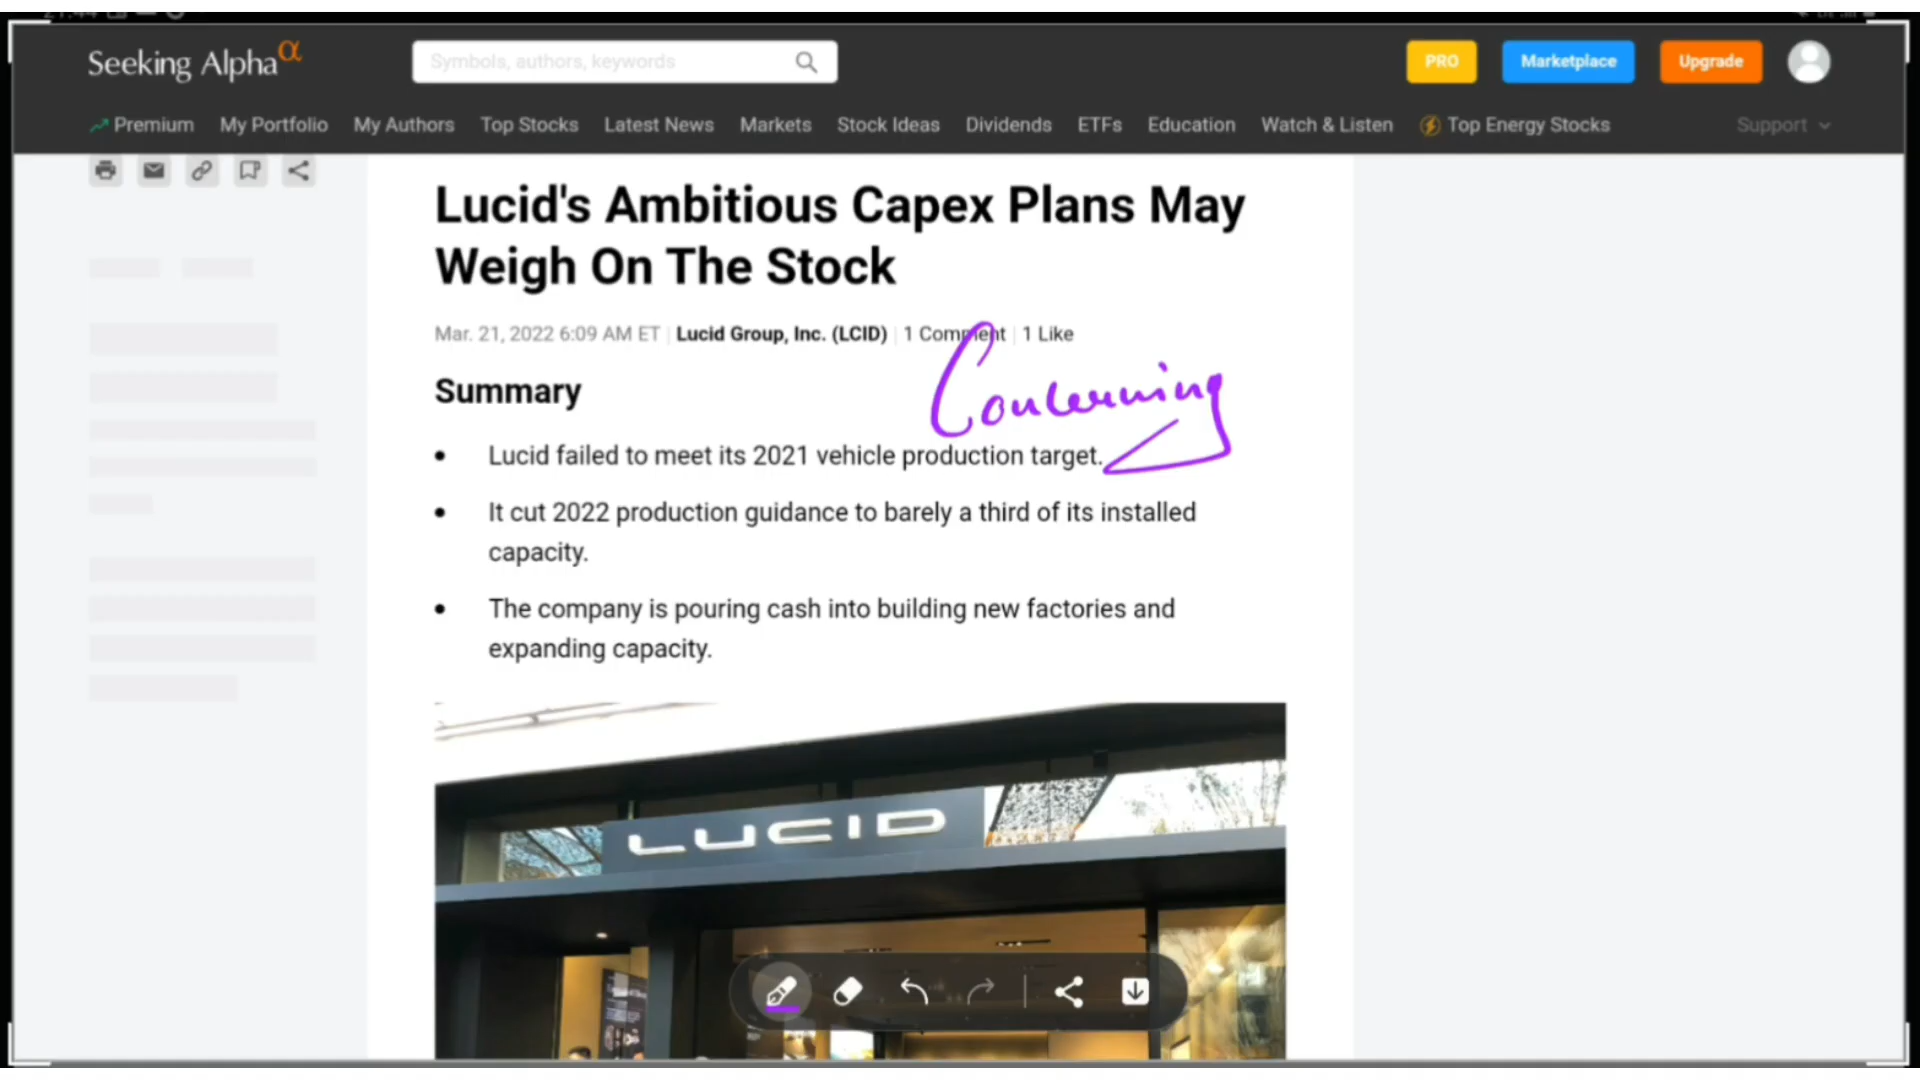 Seeking Alpha α
Symbols, authors, keywords
PRO
Marketplace
Upgrade
Premium My Portfolio My Authors Top Stocks Latest News Markets Stock Ideas Dividends ETFs Education Watch & Listen Top Energy Stocks Support
Lucid's Ambitious Capex Plans May
Weigh On The Stock
Mar. 21, 2022 6:09 AM ET | Lucid Group, Inc. (LCID) | 1 Comment | 1 Like
Concerning
Summary
• Lucid failed to meet its 2021 vehicle production target.
• It cut 2022 production guidance to barely a third of its installed
capacity.
• The company is pouring cash into building new factories and
expanding capacity.
LUCID